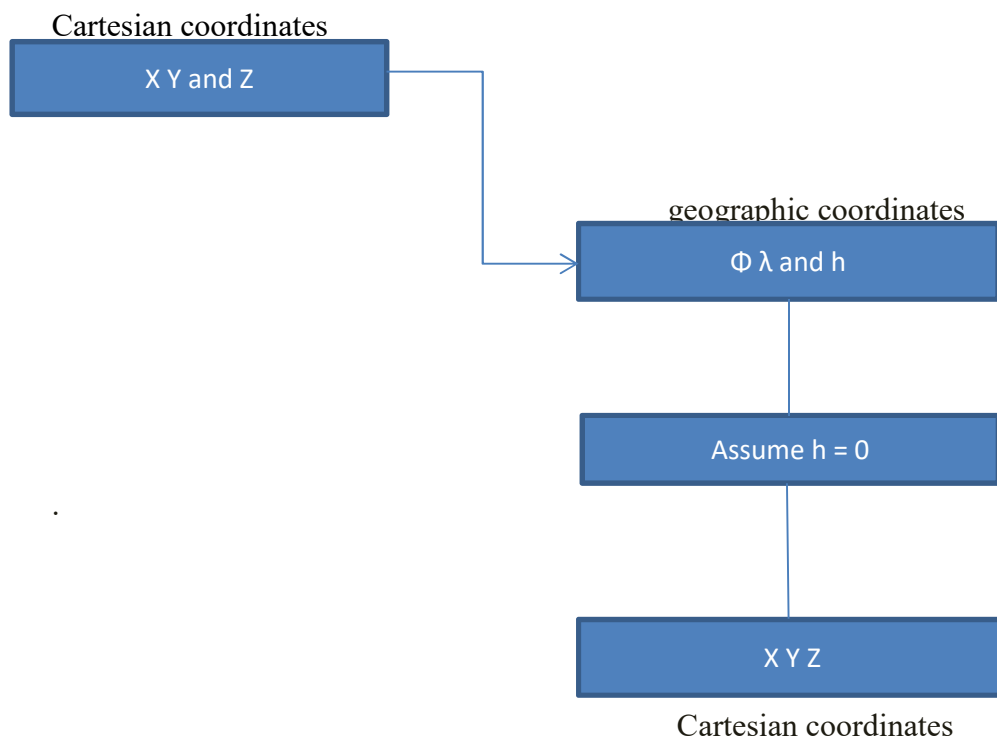 Cartesian coordinates
X Y and Z
geographic coordinates
Φ λ and h
Assume h = 0
.
X Y Z
Cartesian coordinates